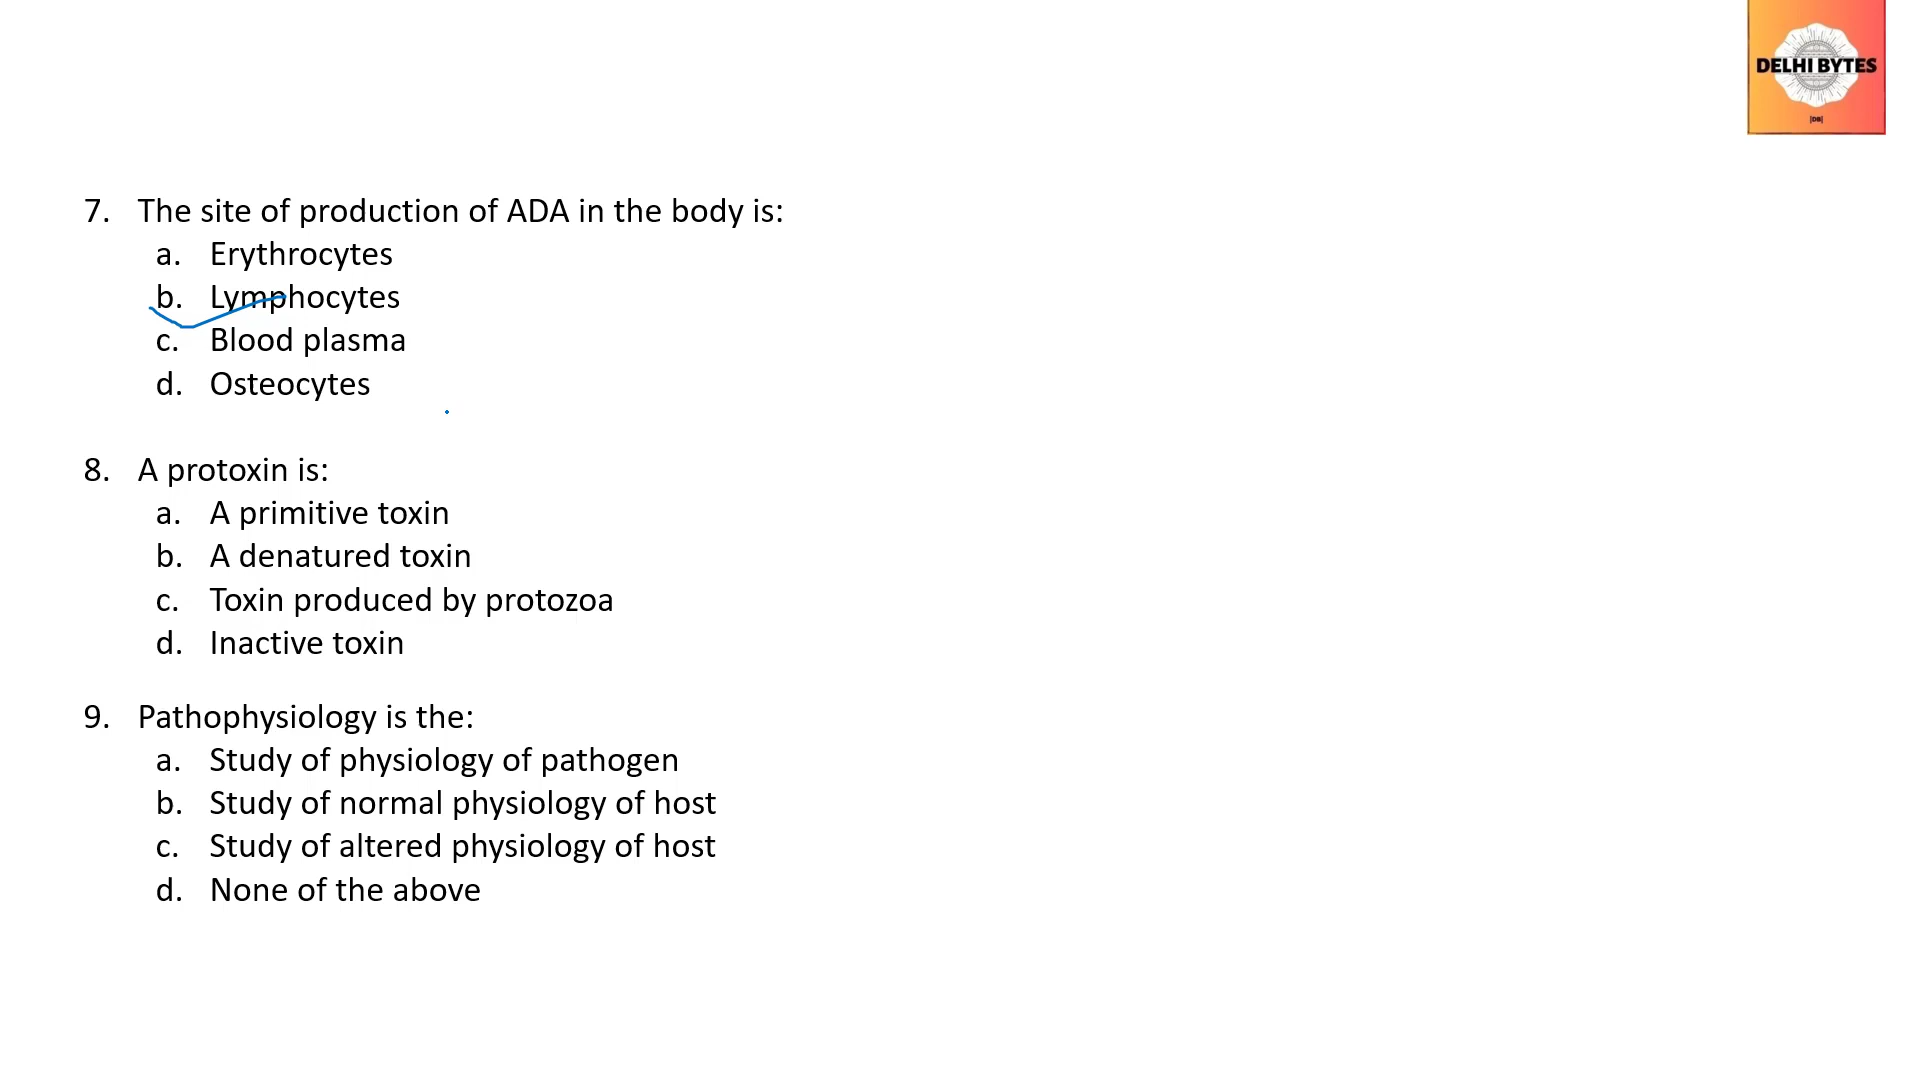 DELHI BYTES
|DB|
7. The site of production of ADA in the body is:
a. Erythrocytes
b. Lymphocytes
c. Blood plasma
d. Osteocytes
8. A protoxin is:
a. A primitive toxin
b. A denatured toxin
c. Toxin produced by protozoa
d. Inactive toxin
9. Pathophysiology is the:
a. Study of physiology of pathogen
b. Study of normal physiology of host
c. Study of altered physiology of host
d. None of the above